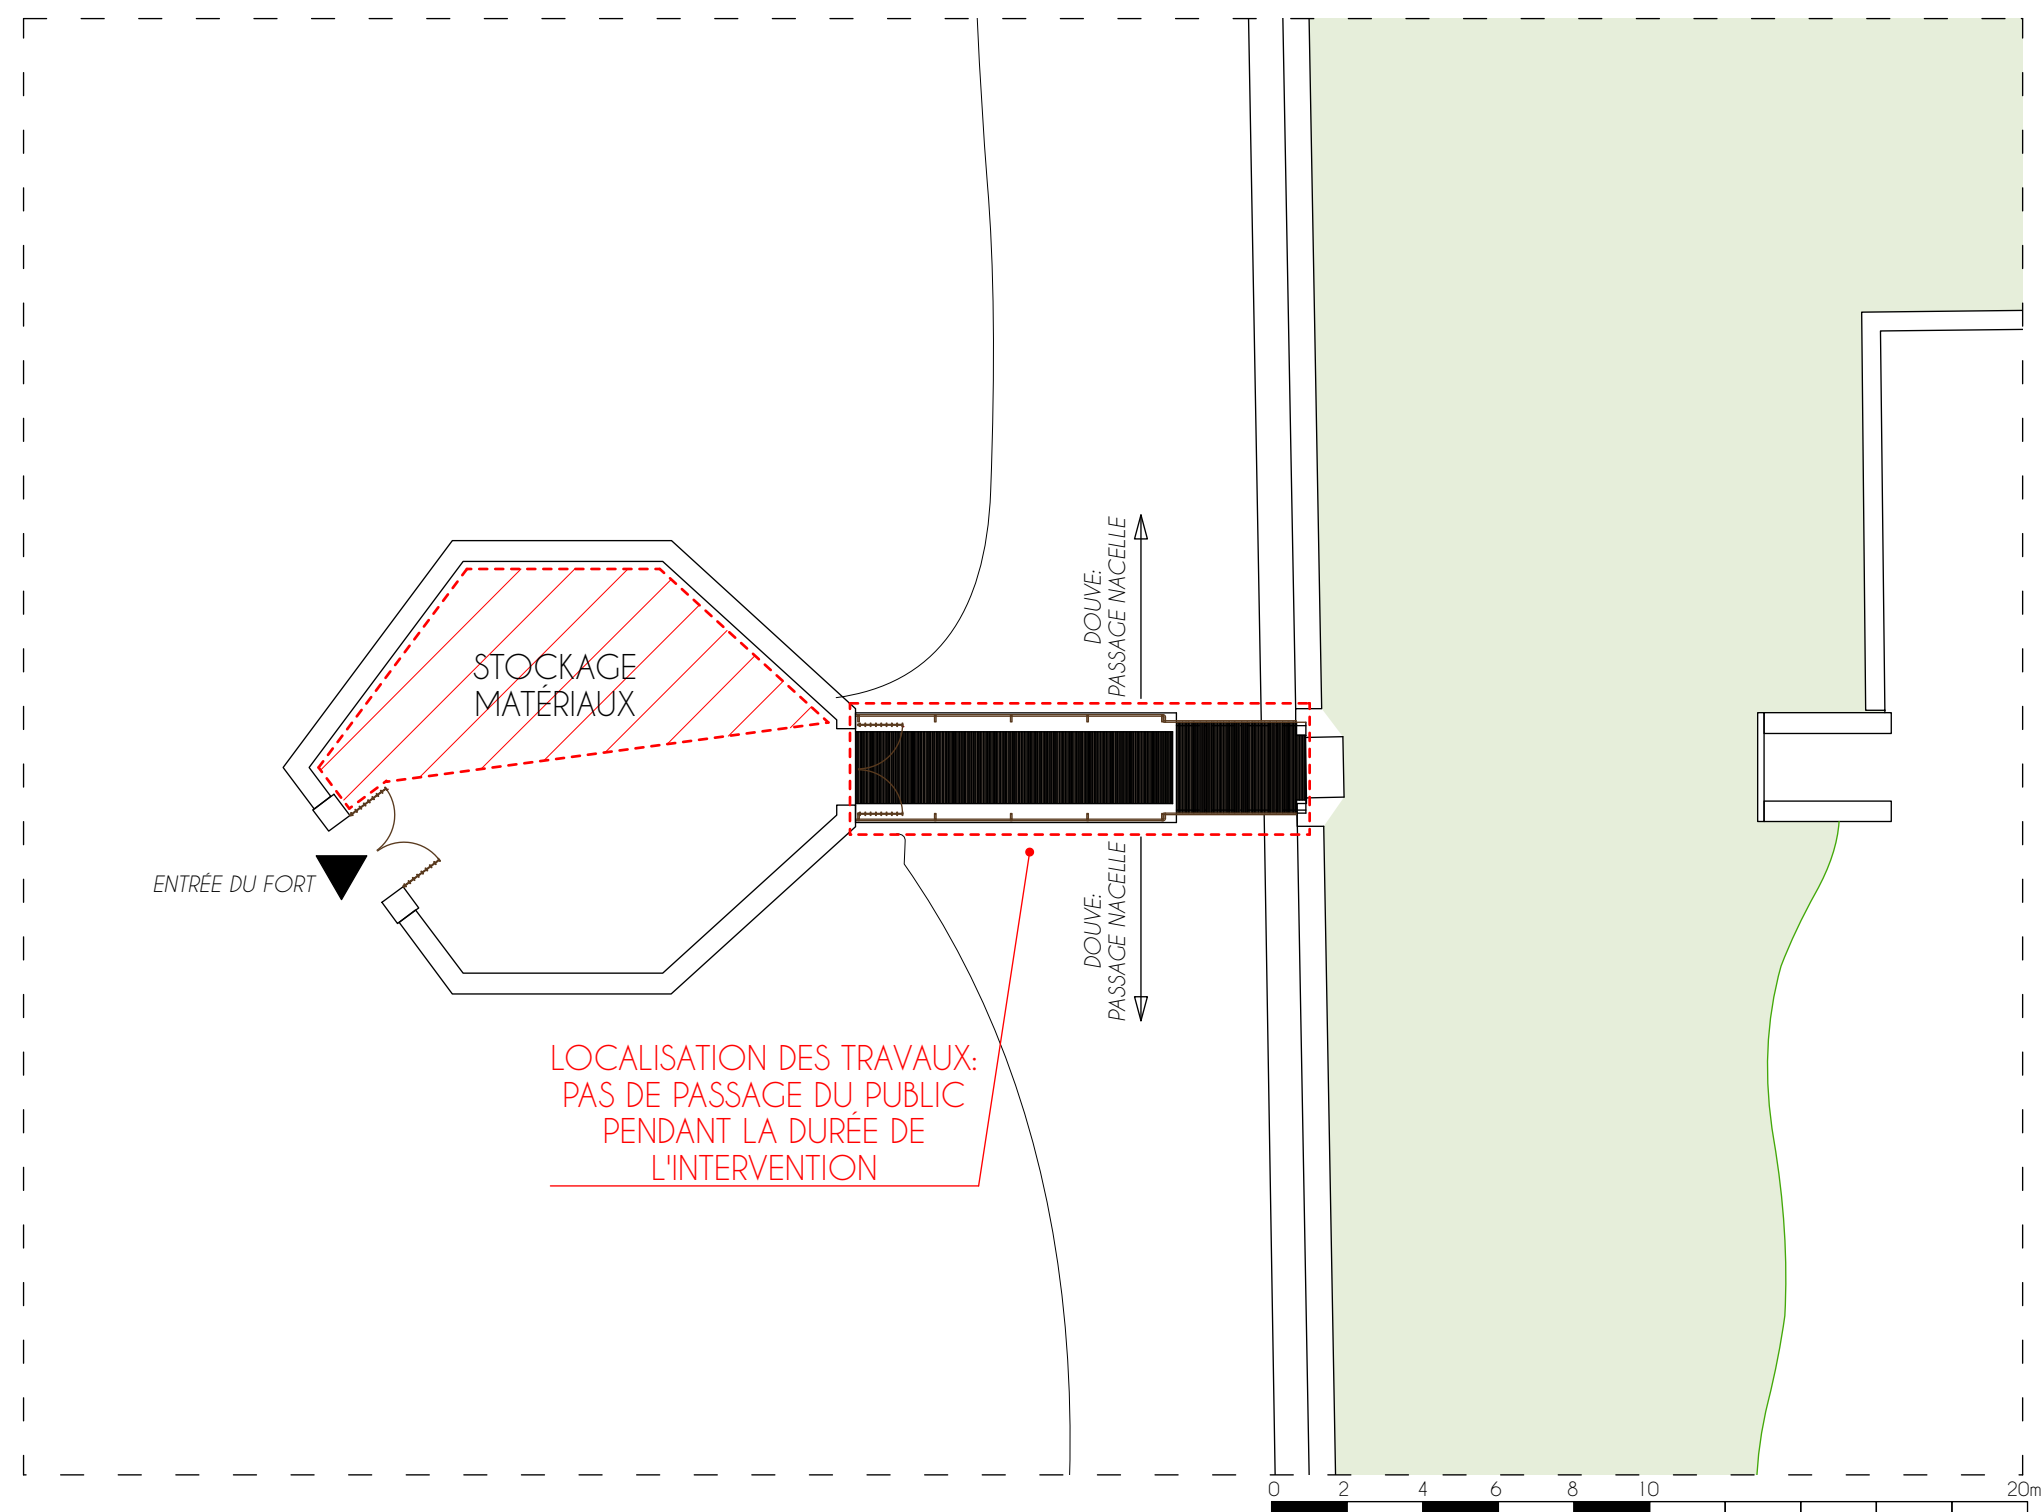 DOUVE:
PASSAGE NACELLE
STOCKAGE
MATÉRIAUX
ENTRÉE DU FORT
DOUVE:
PASSAGE NACELLE
LOCALISATION DES TRAVAUX:
PAS DE PASSAGE DU PUBLIC
PENDANT LA DURÉE DE
L'INTERVENTION
0 2 4 6 8 10 20m